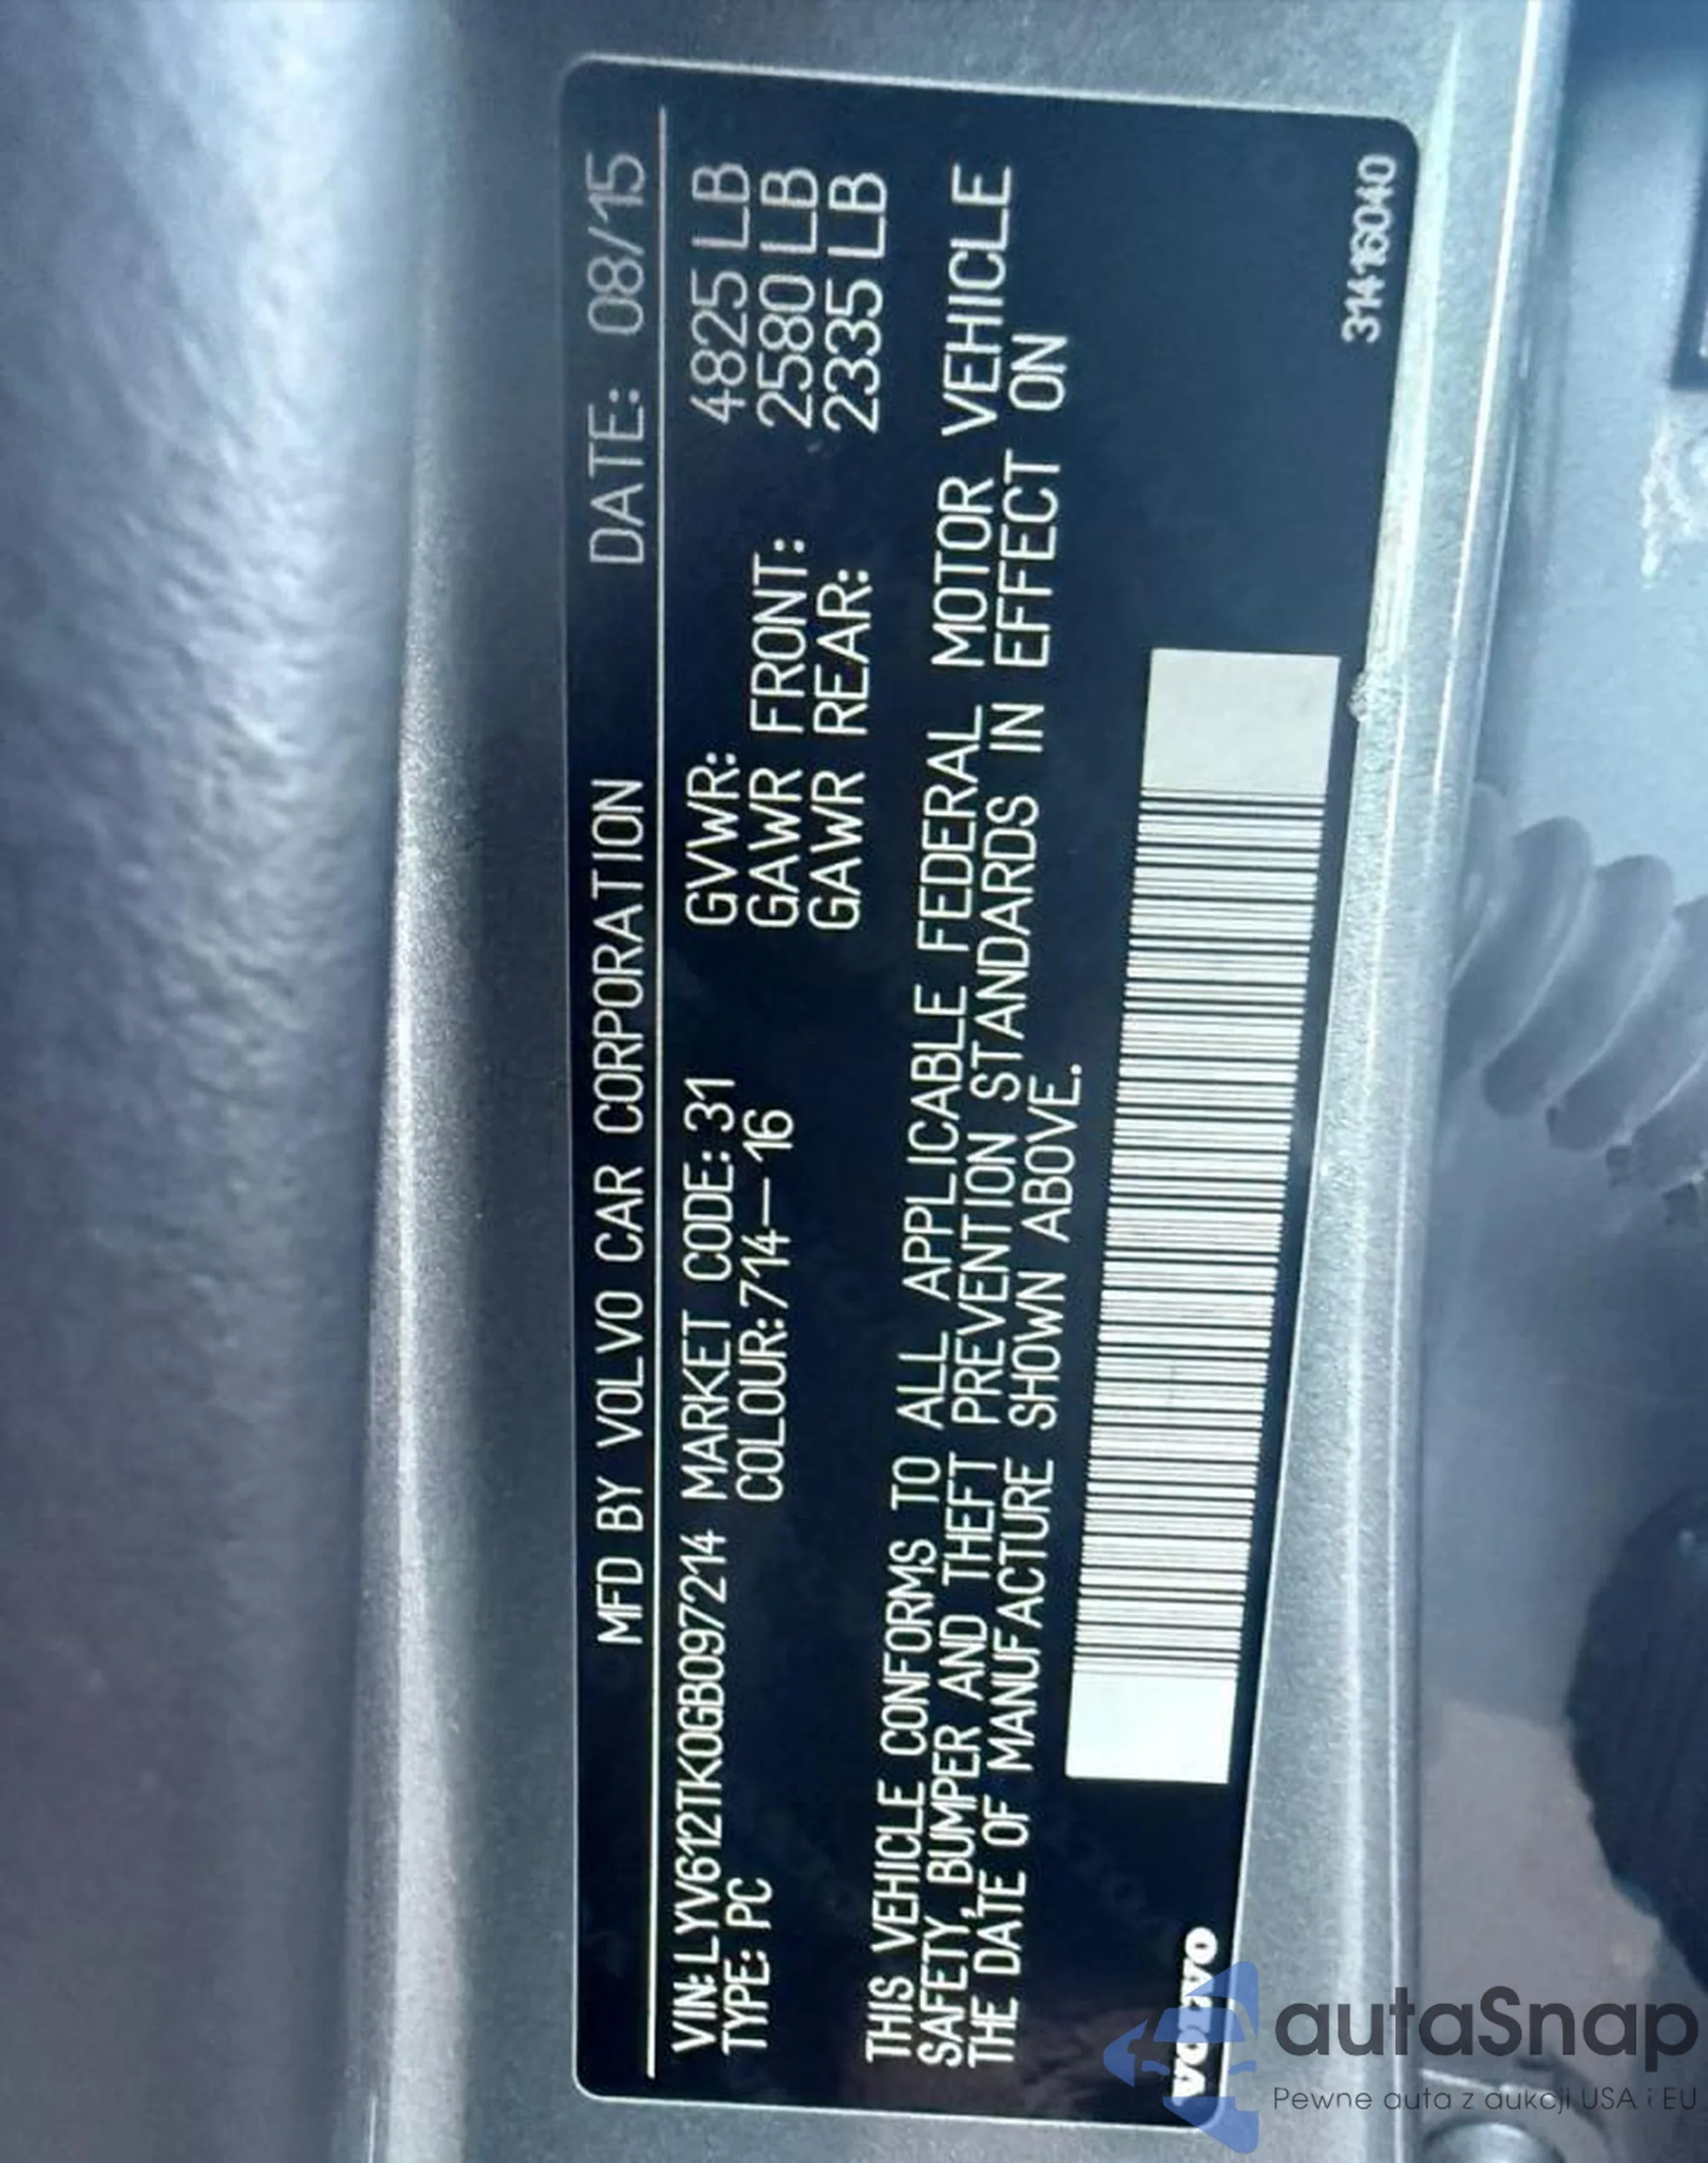 MFD BY VOLVO CAR CORPORATION DATE: 08/15
VIN: LYV612TK0GB097214 MARKET CODE: 31 GVWR: 4825 LB
TYPE: PC COLOUR: 714—16 GAWR FRONT: 2580 LB
GAWR REAR: 2335 LB
THIS VEHICLE CONFORMS TO ALL APPLICABLE FEDERAL MOTOR VEHICLE
SAFETY, BUMPER AND THEFT PREVENTION STANDARDS IN EFFECT ON
THE DATE OF MANUFACTURE SHOWN ABOVE.
VOLVO
31416040
autaSnap
Pewne auta z aukcji USA i EU